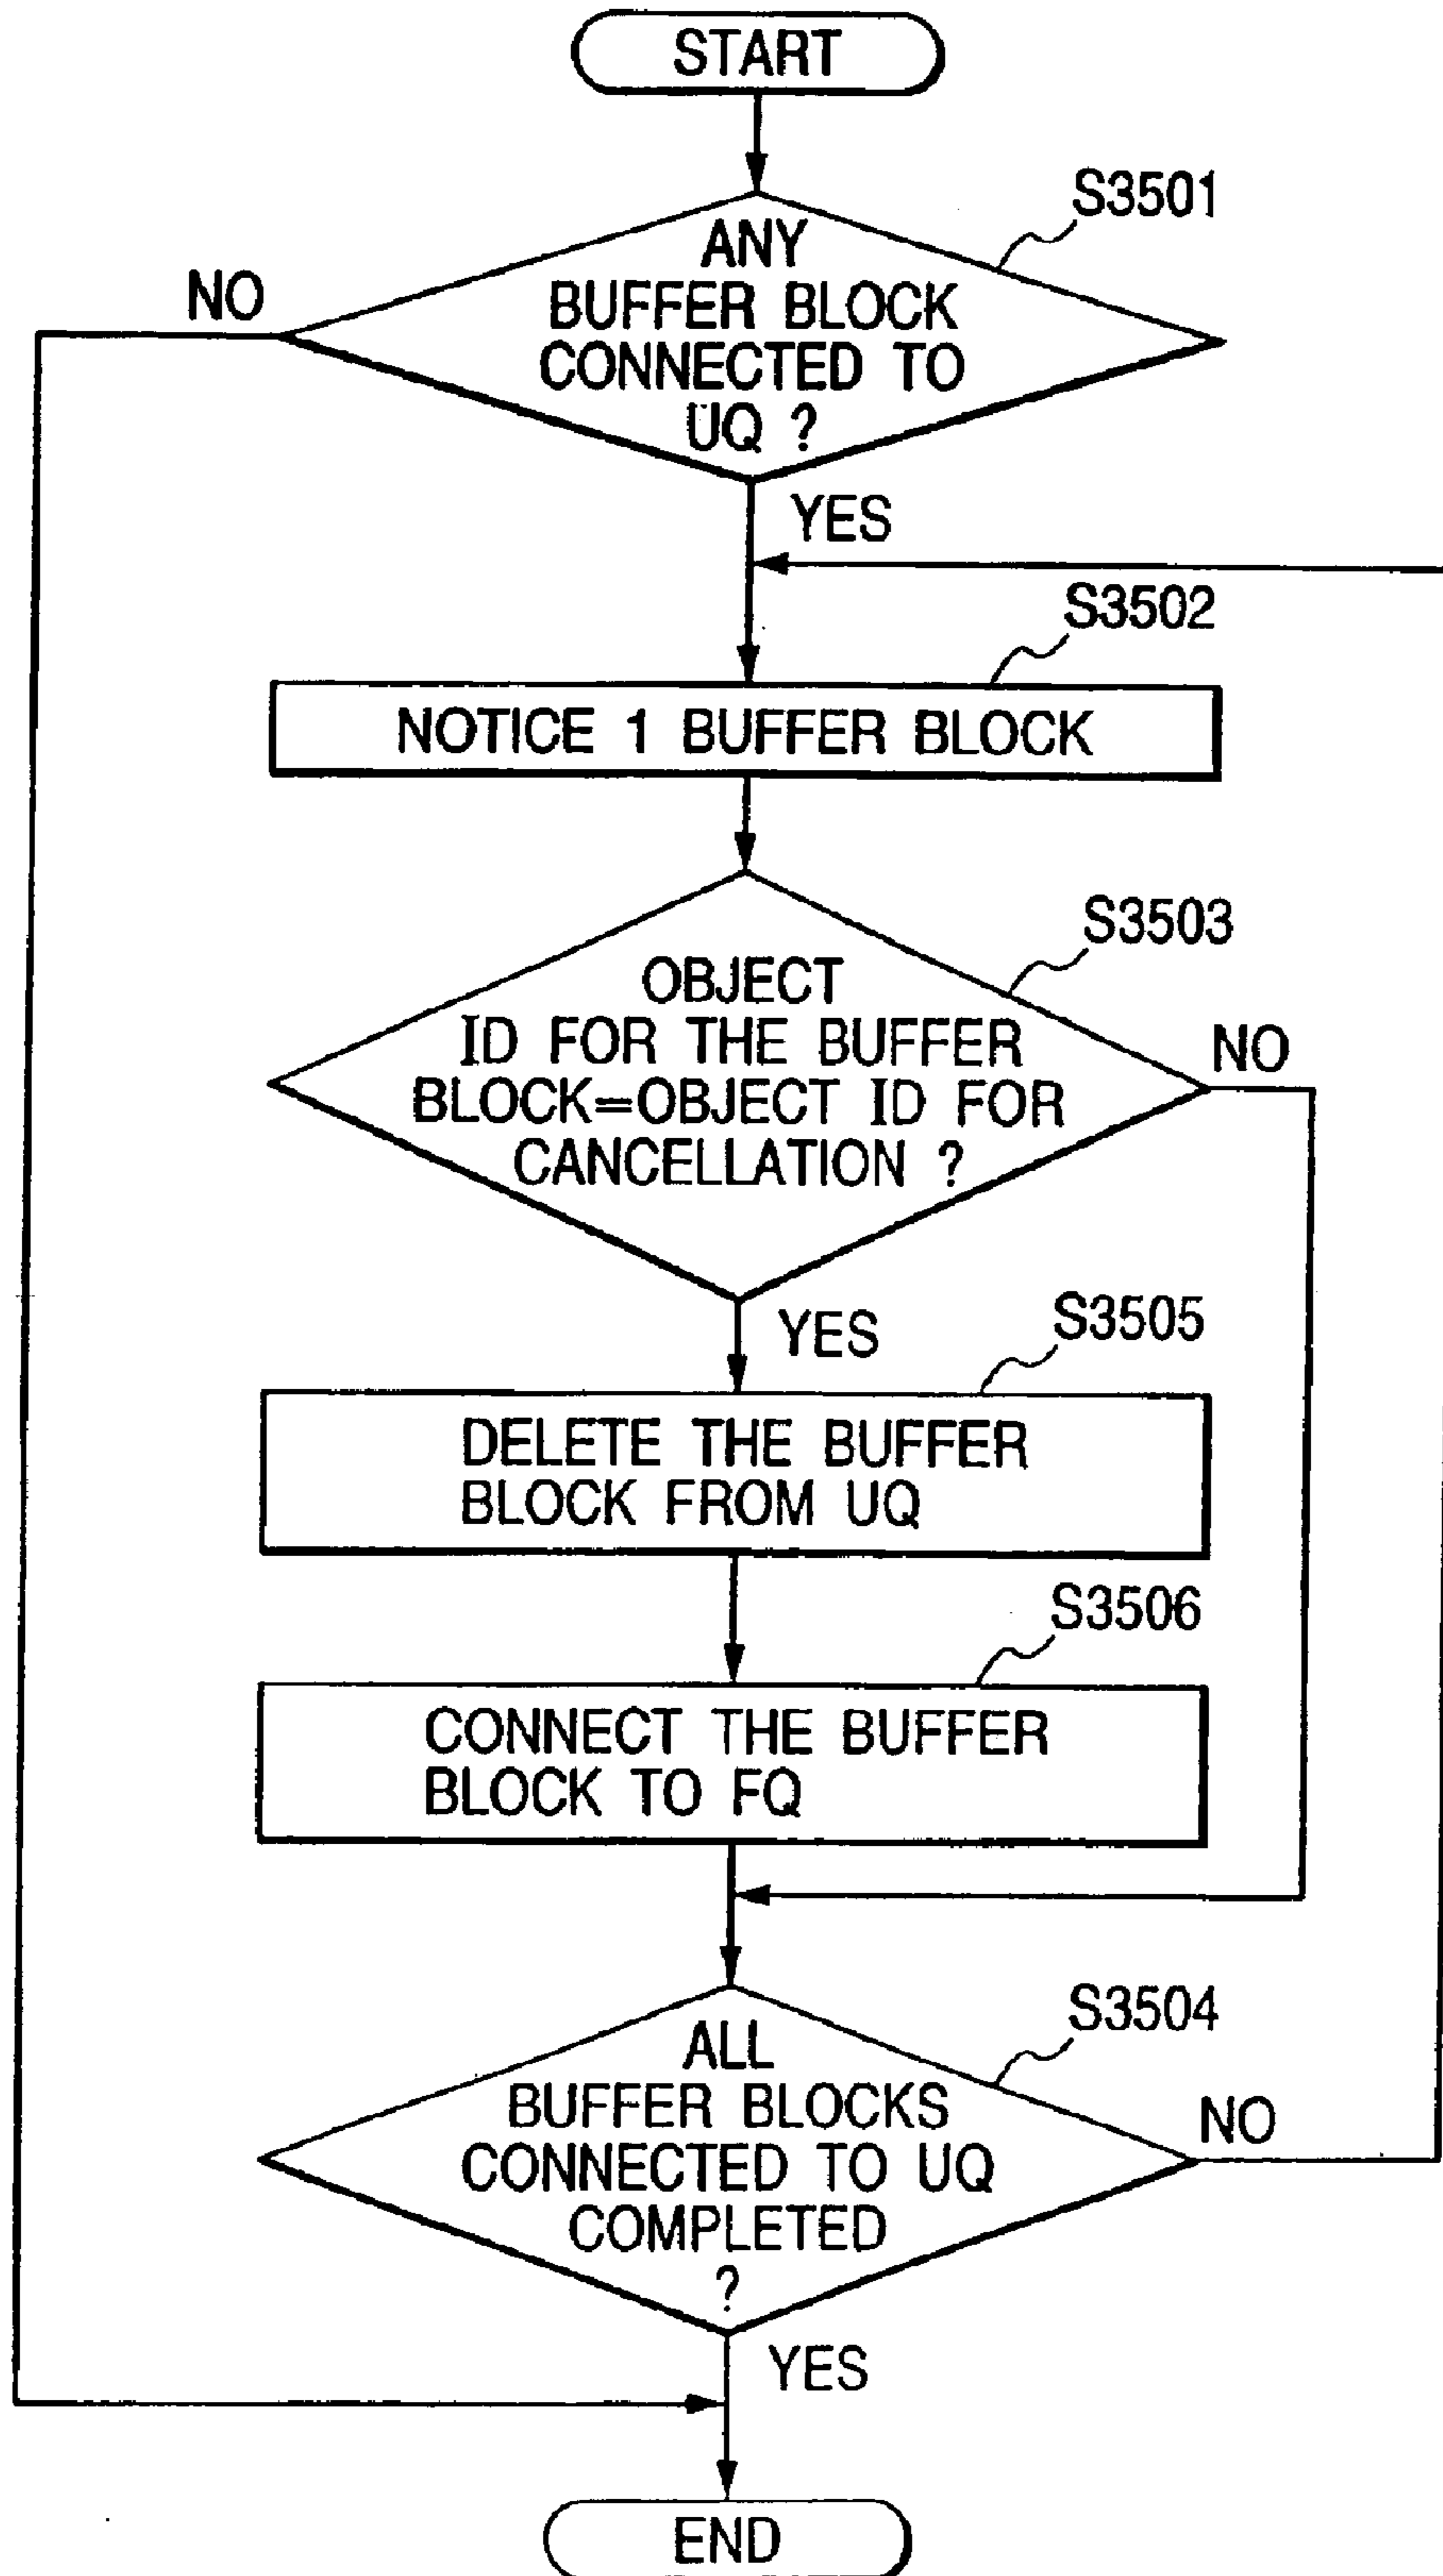 START
S3501
ANY
BUFFER BLOCK
CONNECTED TO
UQ ?
NO
YES
S3502
NOTICE 1 BUFFER BLOCK
S3503
OBJECT
ID FOR THE BUFFER
BLOCK=OBJECT ID FOR
CANCELLATION ?
NO
YES
S3505
DELETE THE BUFFER
BLOCK FROM UQ
S3506
CONNECT THE BUFFER
BLOCK TO FQ
S3504
ALL
BUFFER BLOCKS
CONNECTED TO UQ
COMPLETED
?
NO
YES
END